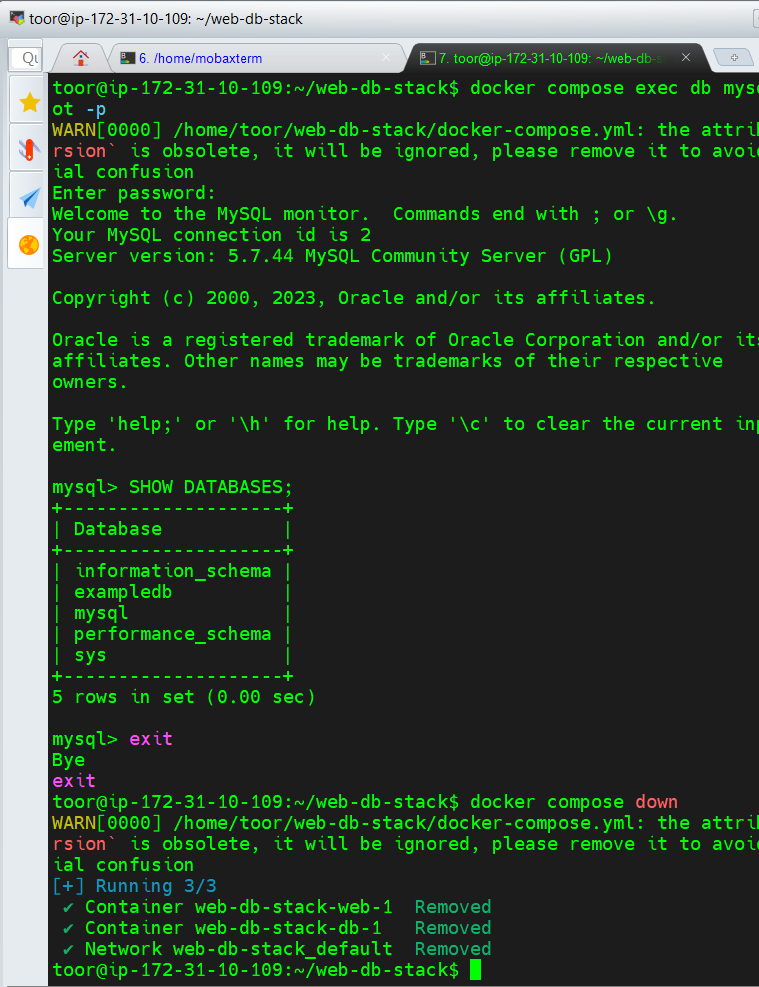 toor@ip-172-31-10-109: ~/web-db-stack
Qu
6. /home/mobaxterm
7. toor@ip-172-31-10-109: ~/web-db-s
toor@ip-172-31-10-109:~/web-db-stack$ docker compose exec db mys
ot -p
WARN[0000] /home/toor/web-db-stack/docker-compose.yml: the attri
rsion` is obsolete, it will be ignored, please remove it to avoi
ial confusion
Enter password:
Welcome to the MySQL monitor.  Commands end with ; or \g.
Your MySQL connection id is 2
Server version: 5.7.44 MySQL Community Server (GPL)
Copyright (c) 2000, 2023, Oracle and/or its affiliates.
Oracle is a registered trademark of Oracle Corporation and/or its
affiliates. Other names may be trademarks of their respective
owners.
Type 'help;' or '\h' for help. Type '\c' to clear the current inp
ement.
mysql> SHOW DATABASES;
+--------------------+
| Database           |
+--------------------+
| information_schema |
| exampledb          |
| mysql              |
| performance_schema |
| sys                |
+--------------------+
5 rows in set (0.00 sec)
mysql> exit
Bye
exit
toor@ip-172-31-10-109:~/web-db-stack$ docker compose down
WARN[0000] /home/toor/web-db-stack/docker-compose.yml: the attri
rsion` is obsolete, it will be ignored, please remove it to avoi
ial confusion
[+] Running 3/3
 ✔ Container web-db-stack-web-1  Removed
 ✔ Container web-db-stack-db-1   Removed
 ✔ Network web-db-stack_default  Removed
toor@ip-172-31-10-109:~/web-db-stack$